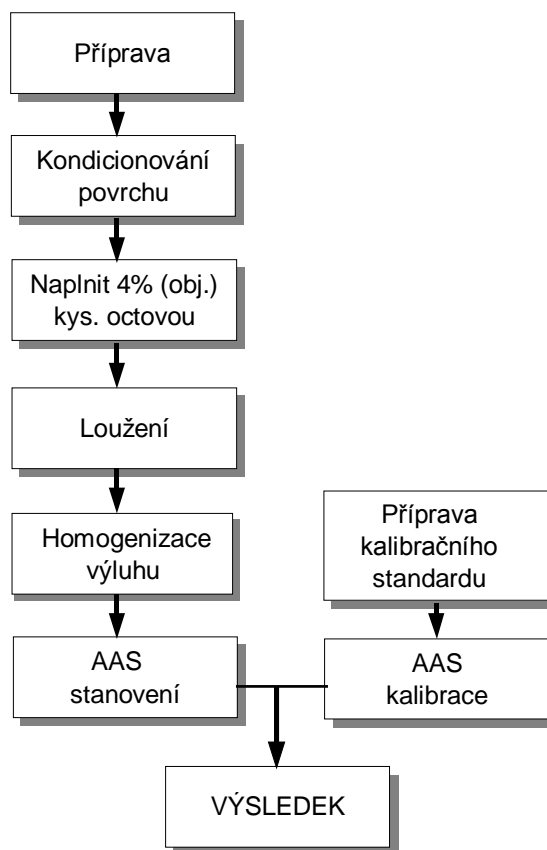 Příprava
Kondicionování
povrchu
Naplnit 4% (obj.)
kys. octovou
Loužení
Homogenizace
výluhu
AAS
stanovení
Příprava
kalibračního
standardu
AAS
kalibrace
VÝSLEDEK